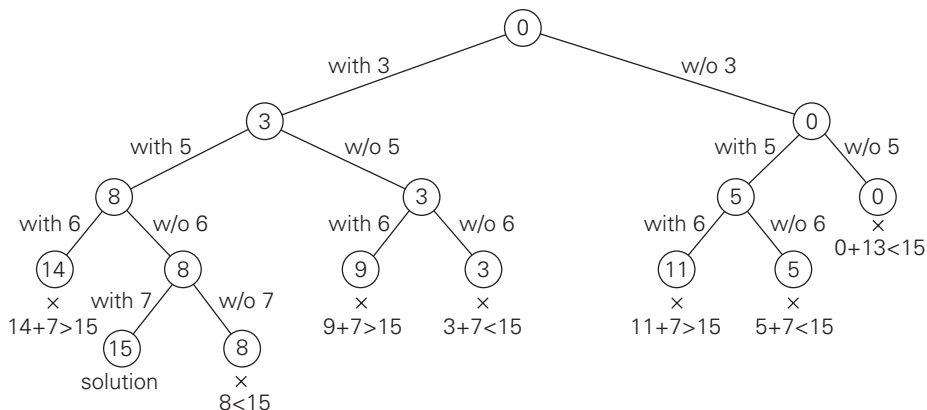 0
with 3
w/o 3
3
0
with 5
w/o 5
with 5
w/o 5
8
3
5
0
with 6
w/o 6
with 6
w/o 6
with 6
w/o 6
×
0+13<15
14
8
9
3
11
5
×
with 7
w/o 7
×
×
×
×
14+7>15
9+7>15
3+7<15
11+7>15
5+7<15
15
8
solution
×
8<15